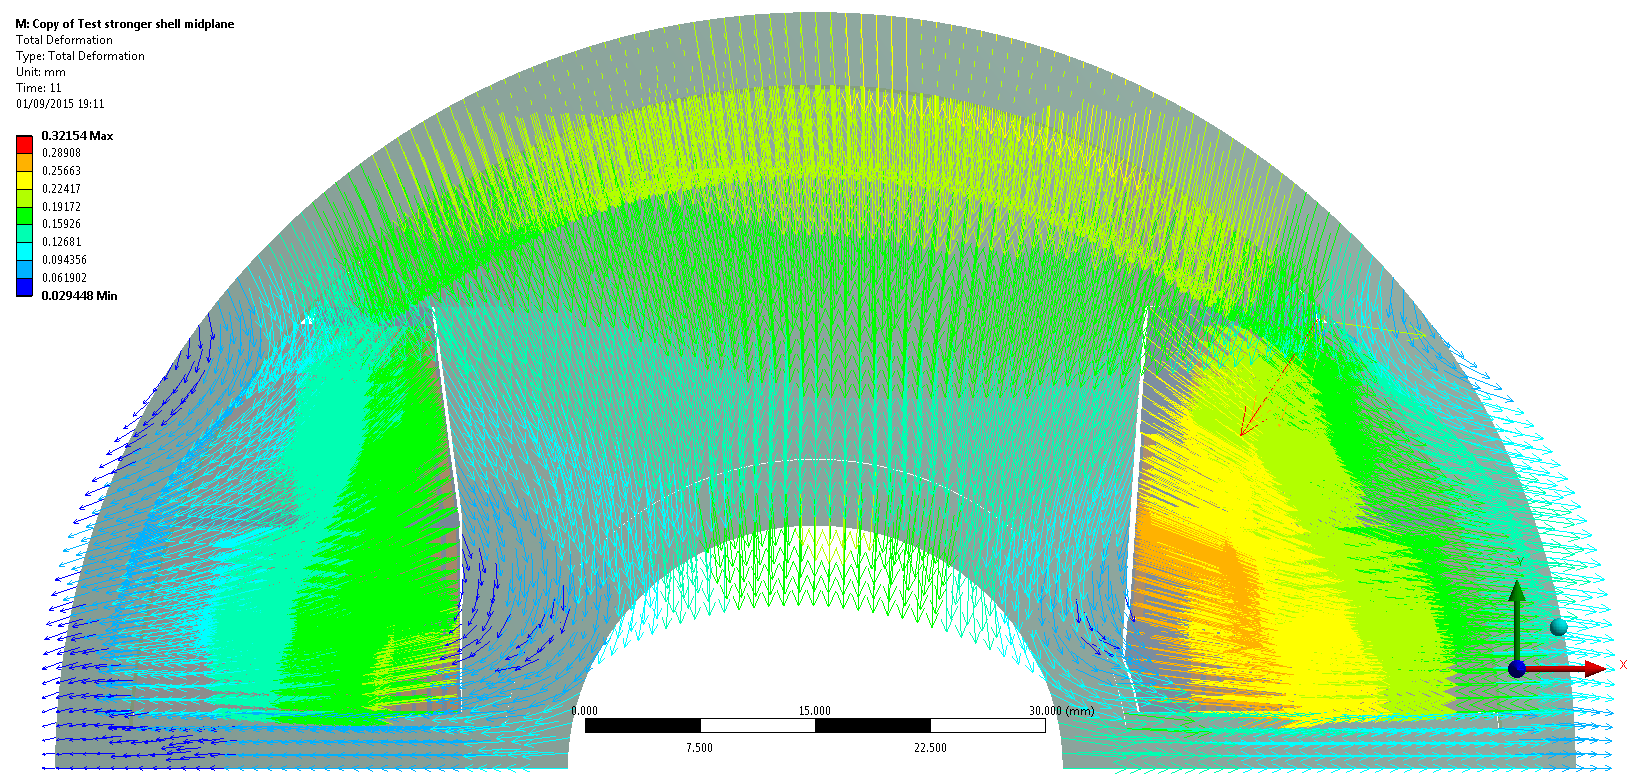 M: Copy of Test stronger shell midplane
Total Deformation
Type: Total Deformation
Unit: mm
Time: 11
01/09/2015 19:11
0.32154 Max
0.28908
0.25663
0.22417
0.19172
0.15926
0.12681
0.094356
0.061902
0.029448 Min
Y
X
0.000 15.000 30.000 (mm)
7.500 22.500